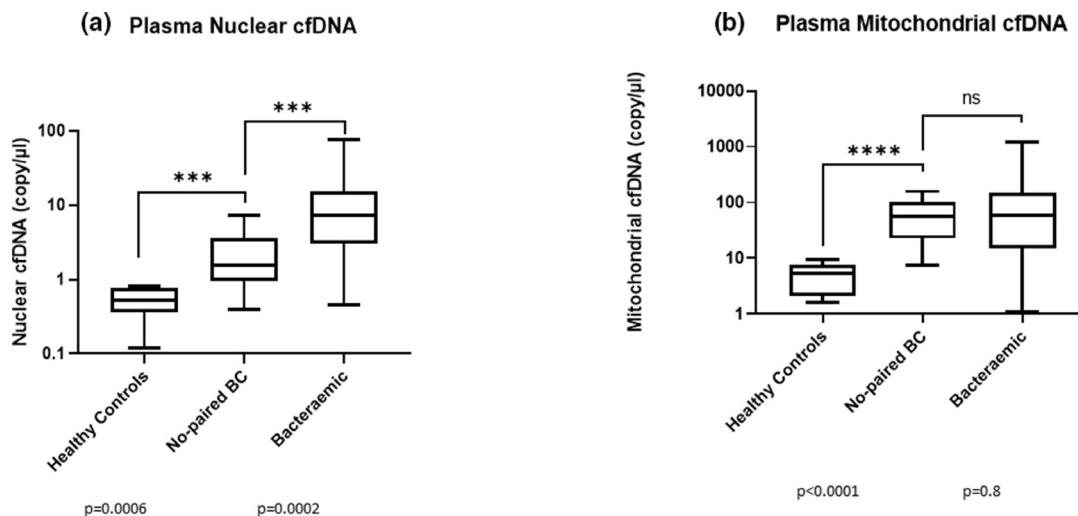 (a) Plasma Nuclear cfDNA
Nuclear cfDNA (copy/µl)
100
10
1
0.1
***
***
Healthy Controls
No-paired BC
Bacteraemic
p=0.0006
p=0.0002
(b) Plasma Mitochondrial cfDNA
Mitochondrial cfDNA (copy/µl)
10000
1000
100
10
1
****
ns
Healthy Controls
No-paired BC
Bacteraemic
p<0.0001
p=0.8